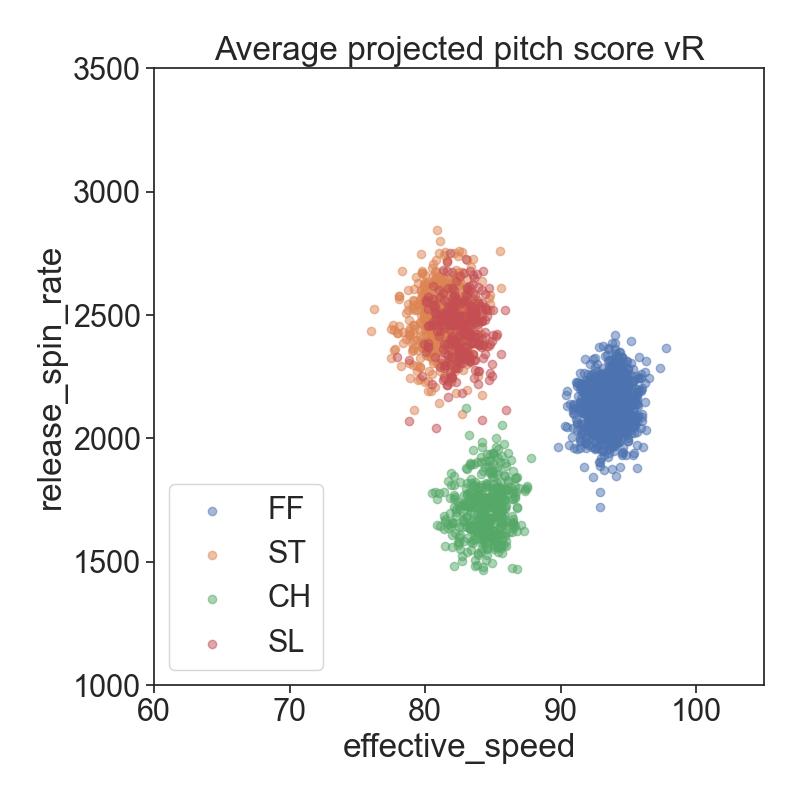 Average projected pitch score vR
release_spin_rate
3500
3000
2500
2000
1500
1000
FF
ST
CH
SL
60
70
80
90
100
effective_speed